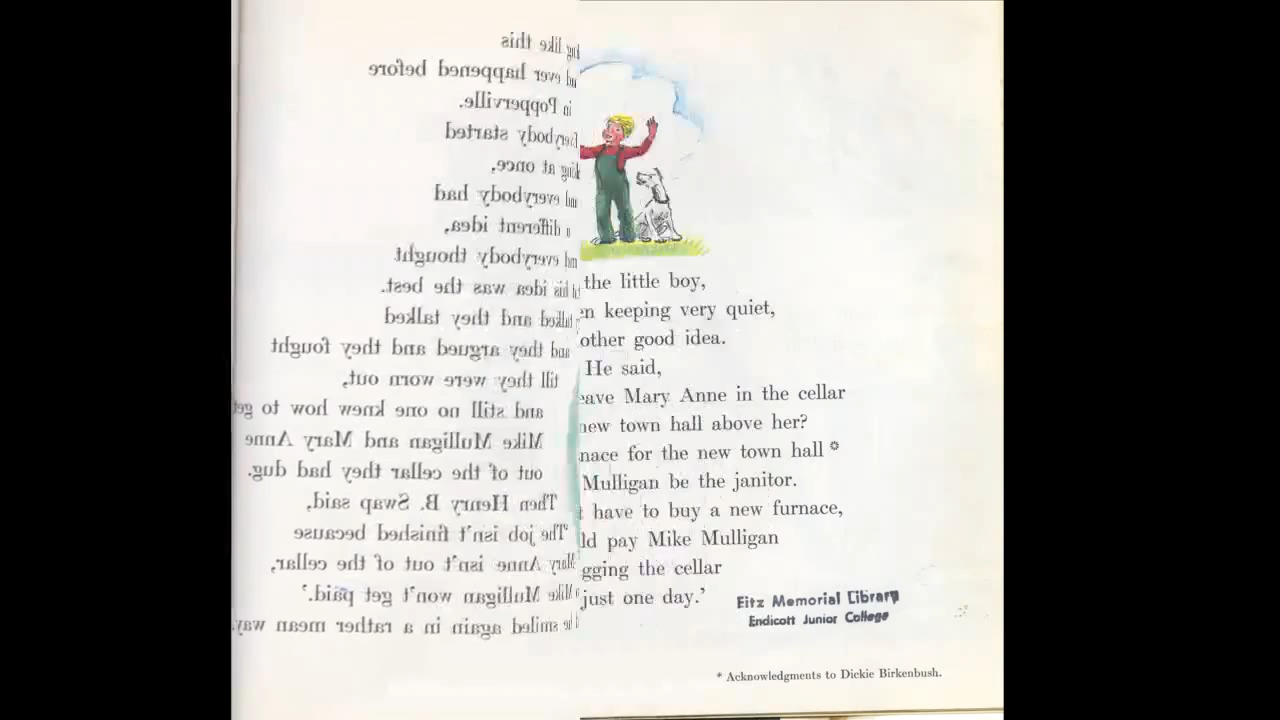 ng like this
nd ever happened before
in Popperville.
Everybody started
king at once,
and everybody had
a different idea,
and everybody thought
his idea was the best.
talked and they talked
and they argued and they fought
till they were worn out,
and still no one knew how to get
Mike Mulligan and Mary Anne
out of the cellar they had dug.
Then Henry B. Swap said,
'The job isn't finished because
Mary Anne isn't out of the cellar,
Mike Mulligan won't get paid.'
he smiled again in a rather mean way.
the little boy,
en keeping very quiet,
other good idea.
He said,
eave Mary Anne in the cellar
new town hall above her?
nace for the new town hall *
Mulligan be the janitor.
t have to buy a new furnace,
ld pay Mike Mulligan
gging the cellar
just one day.'
Fitz Memorial Library
Endicott Junior College
* Acknowledgments to Dickie Birkenbush.